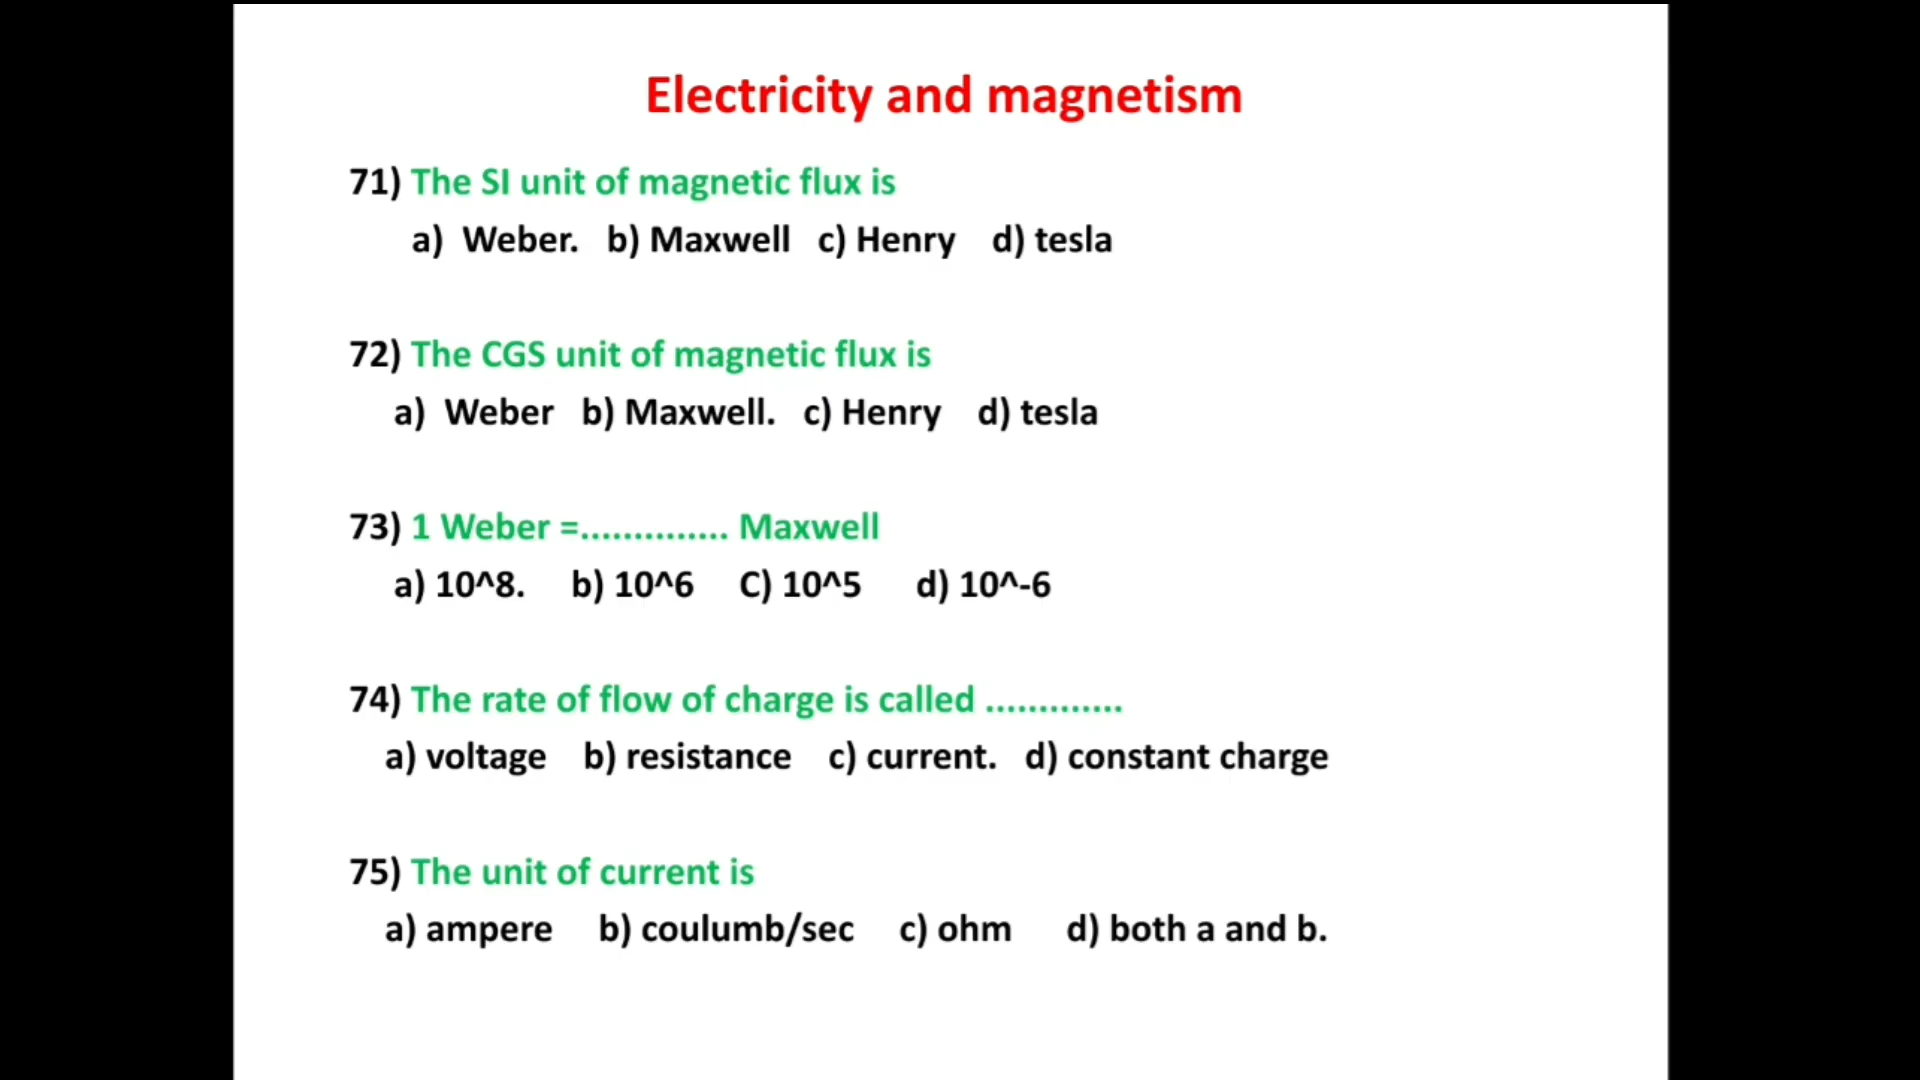 Electricity and magnetism
71) The SI unit of magnetic flux is
a) Weber. b) Maxwell c) Henry d) tesla
72) The CGS unit of magnetic flux is
a) Weber b) Maxwell. c) Henry d) tesla
73) 1 Weber =.............. Maxwell
a) 10^8. b) 10^6 C) 10^5 d) 10^-6
74) The rate of flow of charge is called .............
a) voltage b) resistance c) current. d) constant charge
75) The unit of current is
a) ampere b) coulumb/sec c) ohm d) both a and b.